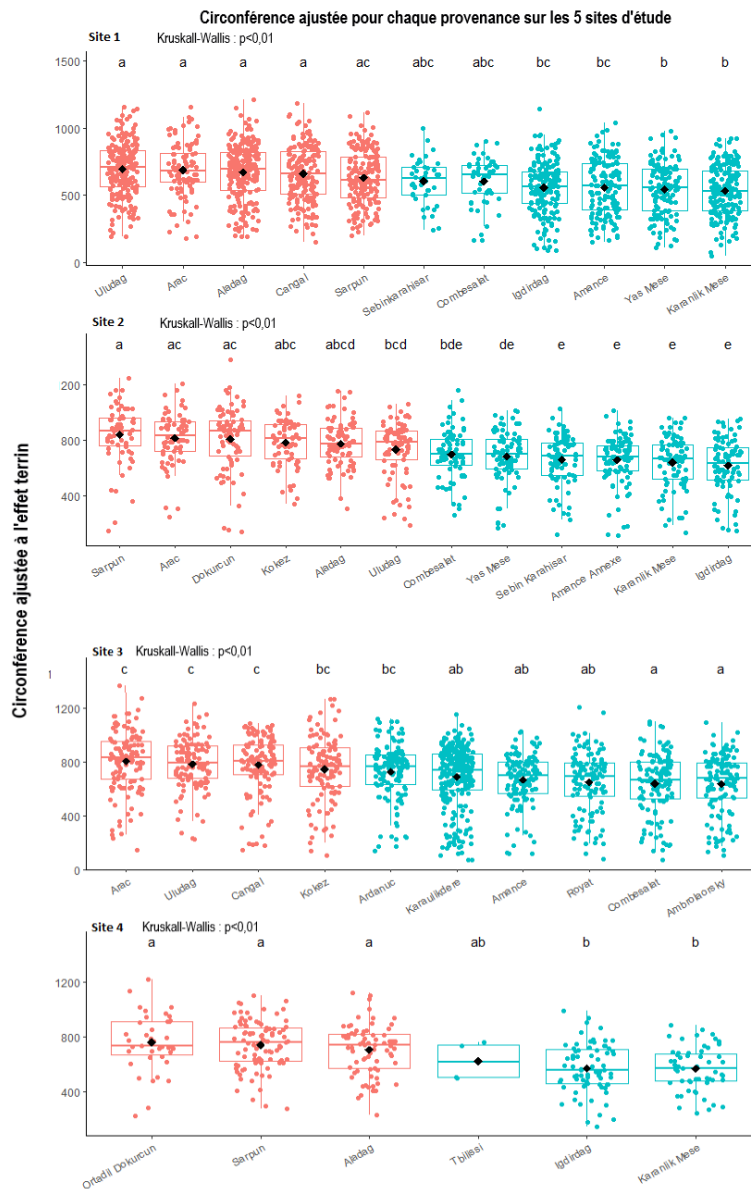 Circonférence ajustée pour chaque provenance sur les 5 sites d'étude
Site 1 Kruskall-Wallis : p<0,01
a a a a ac abc abc bc bc b b
1500
1000
500
0
Uludag Arac Aladag Cangal Sarpun Sebinkarahisar Combesalat Igdirdag Amance Yas Mese Karanlik Mese
Site 2 Kruskall-Wallis : p<0,01
a ac ac abc abcd bcd bde de e e e e
200
800
400
Sarpun Arac Dokurcun Kokez Aladag Uludag Combesalat Yas Mese Sebin Karahisar Amance Annexe Karanlik Mese Igdirdag
Circonférence ajustée à l'effet terrin
Site 3 Kruskall-Wallis : p<0,01
1
c c c bc bc ab ab ab a a
1200
800
400
0
Arac Uludag Cangal Kokez Ardanuc Karaulikdere Amance Royat Combesalat Ambrolaorsky
Site 4 Kruskall-Wallis : p<0,01
a a a ab b b
1200
800
400
Ortadil Dokurcun Sarpun Aladag Tbilissi Igdirdag Karanlik Mese